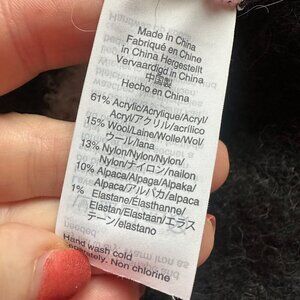 Made in China
Fabriqué en Chine
in China Hergestellt
Vervaardigd in China
中国製
Hecho en China
61% Acrylic/Acrylique/Acryl/
Acryl/アクリル/acrílico
15% Wool/Laine/Wolle/Wol/
ウール/lana
13% Nylon/Nylon/Nylon/
Nylon/ナイロン/nailon
10% Alpaca/Alpaga/Alpaka/
Alpaca/アルパカ/alpaca
1% Elastane/Élasthanne/
Elastan/Elastaan/エラス
テーン/elastano
Hand wash cold
separately. Non chlorine